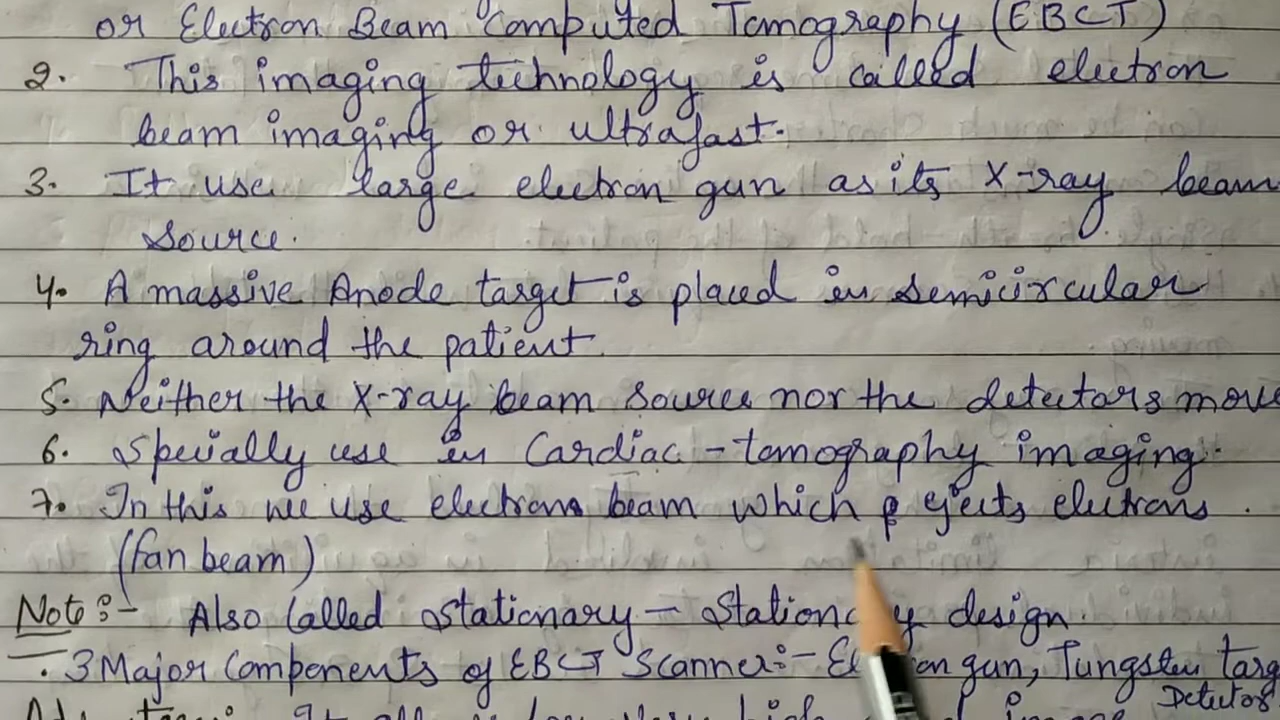 or Electron Beam Computed Tomography (EBCT)
2. This imaging technology is called electron
beam imaging or ultrafast.
3. It use large electron gun as its X-ray beam
Source.
4. A massive Anode target is placed in semicircular
ring around the patient.
5. Neither the X-ray beam source nor the detectors move
6. Specially use in Cardiac - tomography imaging.
7. In this we use electrons beam which ejects electrons.
(fan beam)
Note:- Also Called stationary - Stationary design.
. 3 Major Components of EBCT Scanner:- Electron gun, Tungsten targ
Detector